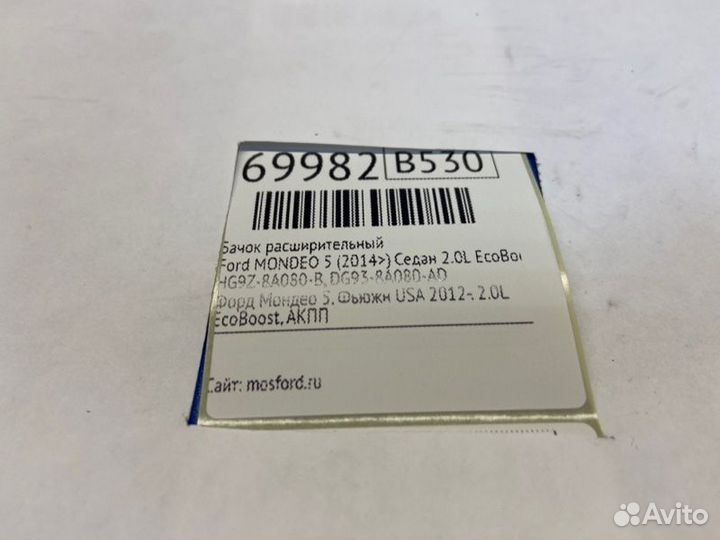 69982 B530
Бачок расширительный
Ford MONDEO 5 (2014>) Седан 2.0L EcoBoo
HG9Z-8A080-B, DG93-8A080-AD
Форд Мондео 5, Фьюжн USA 2012-, 2.0L
EcoBoost, АКПП
Сайт: mosford.ru
Avito